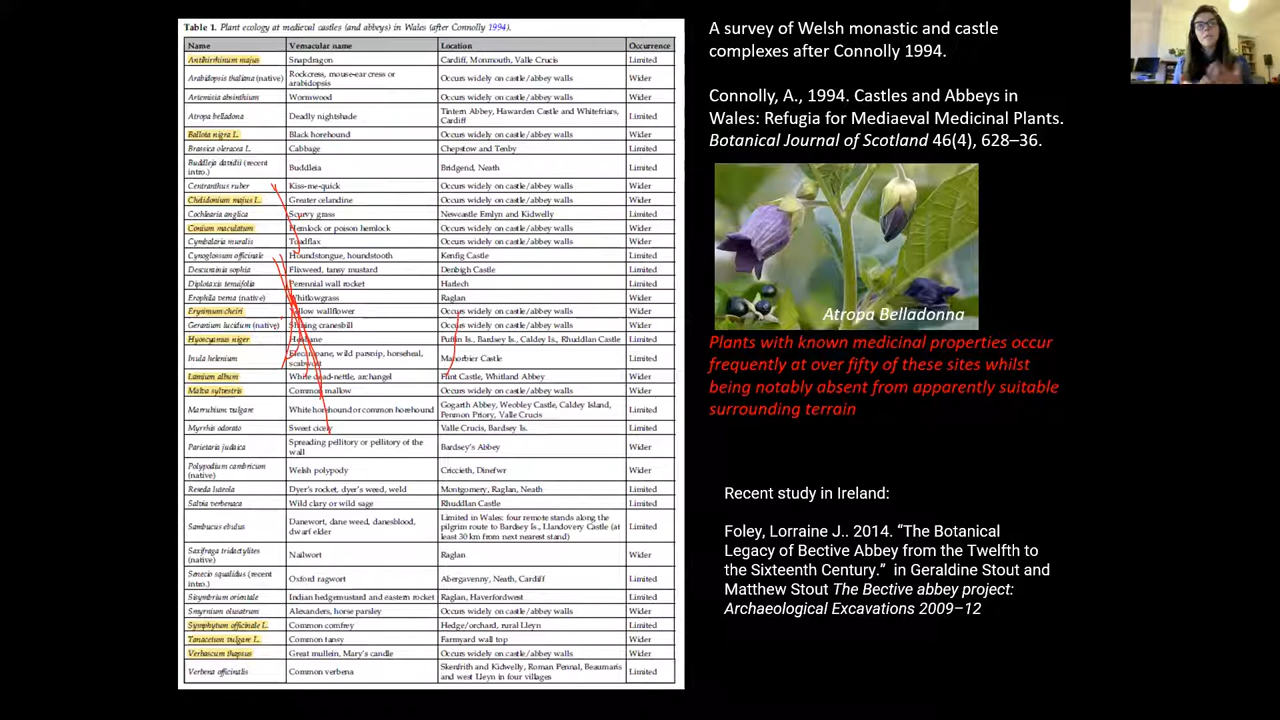 Table 1. Plant ecology at medieval castles (and abbeys) in Wales (after Connolly 1994).
Name Vernacular name Location Occurrence
Antihirrhinum majus Snapdragon Cardiff, Monmouth, Valle Crucis Limited
Arabidopsis thaliana (native) Rockcress, mouse-ear cress or arabidopsis Occurs widely on castle/abbey walls Wider
Artemisia absinthium Wormwood Occurs widely on castle/abbey walls Wider
Atropa belladona Deadly nightshade Tintern Abbey, Hawarden Castle and Whitefriars, Cardiff Limited
Ballota nigra L. Black horehound Occurs widely on castle/abbey walls Wider
Brassica oleracea L. Cabbage Chepstow and Tenby Limited
Buddleja davidii (recent intro.) Buddleia Bridgend, Neath Limited
Centranthus ruber Kiss-me-quick Occurs widely on castle/abbey walls Wider
Chelidonium majus L. Greater celandine Occurs widely on castle/abbey walls Wider
Cochlearia anglica Scurvy grass Newcastle Emlyn and Kidwelly Limited
Conium maculatum Hemlock or poison hemlock Occurs widely on castle/abbey walls Wider
Cymbalaria muralis Toadflax Occurs widely on castle/abbey walls Wider
Cynoglossum officinale Houndstongue, houndstooth Kenfig Castle Limited
Descurainia sophia Flixweed, tansy mustard Denbigh Castle Limited
Diplotaxis tenuifolia Perennial wall rocket Harlech Limited
Erophila verna (native) Whitlowgrass Raglan Wider
Erysimum cheiri Yellow wallflower Occurs widely on castle/abbey walls Wider
Geranium lucidum (native) Shining cranesbill Occurs widely on castle/abbey walls Wider
Hyoscyamus niger Henbane Puffin Is., Bardsey Is., Caldey Is., Rhuddlan Castle Limited
Inula helenium Elecampane, wild parsnip, horseheal, scabwort Manorbier Castle Limited
Lamium album White dead-nettle, archangel Flint Castle, Whitland Abbey Limited
Malva sylvestris Common mallow Occurs widely on castle/abbey walls Wider
Marrubium vulgare White horehound or common horehound Gogarth Abbey, Weobley Castle, Caldey Island, Penmon Priory, Valle Crucis Limited
Myrrhis odorato Sweet cicely Valle Crucis, Bardsey Is. Limited
Parietaria judaica Spreading pellitory or pellitory of the wall Bardsey's Abbey Wider
Polypodium cambricum (native) Welsh polypody Criccieth, Dinefwr Wider
Reseda luteola Dyer's rocket, dyer's weed, weld Montgomery, Raglan, Neath Limited
Salvia verbenaca Wild clary or wild sage Rhuddlan Castle Limited
Sambucus ebulus Danewort, dane weed, danesblood, dwarf elder Limited in Wales: four remote stands along the pilgrim route to Bardsey Is., Llandovery Castle (at least 30 km from next nearest stand) Limited
Saxifraga tridactylites (native) Nailwort Raglan Wider
Senecio squalidus (recent intro.) Oxford ragwort Abergavenny, Neath, Cardiff Limited
Sisymbrium orientale Indian hedgemustard and eastern rocket Raglan, Haverfordwest Limited
Smyrnium olusatrum Alexanders, horse parsley Occurs widely on castle/abbey walls Wider
Symphytum officinale L. Common comfrey Hedge/orchard, rural Lleyn Limited
Tanacetum vulgare L. Common tansy Farmyard wall top Wider
Verbascum thapsus Great mullein, Mary's candle Occurs widely on castle/abbey walls Wider
Verbena officinalis Common verbena Skenfrith and Kidwelly, Roman Pennal, Beaumaris and west Lleyn in four villages Limited
A survey of Welsh monastic and castle
complexes after Connolly 1994.
Connolly, A., 1994. Castles and Abbeys in
Wales: Refugia for Mediaeval Medicinal Plants.
Botanical Journal of Scotland 46(4), 628–36.
Atropa Belladonna
Plants with known medicinal properties occur
frequently at over fifty of these sites whilst
being notably absent from apparently suitable
surrounding terrain
Recent study in Ireland:
Foley, Lorraine J.. 2014. “The Botanical
Legacy of Bective Abbey from the Twelfth to
the Sixteenth Century.” in Geraldine Stout and
Matthew Stout The Bective abbey project:
Archaeological Excavations 2009–12